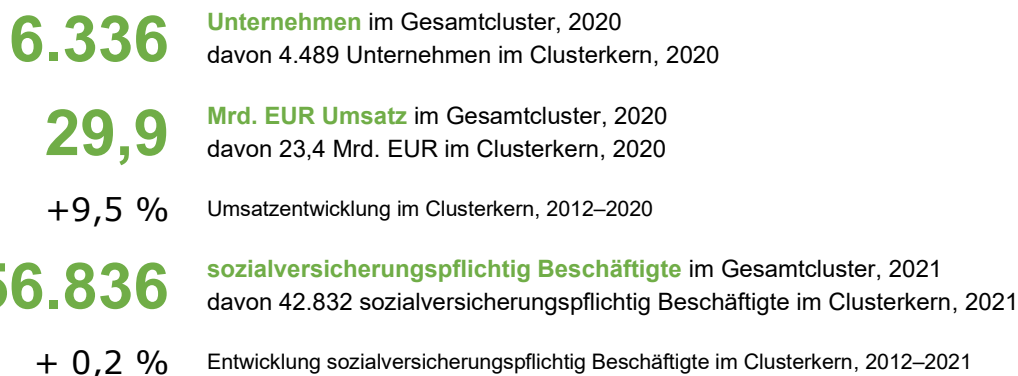 6.336
Unternehmen im Gesamtcluster, 2020
davon 4.489 Unternehmen im Clusterkern, 2020
29,9
Mrd. EUR Umsatz im Gesamtcluster, 2020
davon 23,4 Mrd. EUR im Clusterkern, 2020
+9,5 %
Umsatzentwicklung im Clusterkern, 2012–2020
56.836
sozialversicherungspflichtig Beschäftigte im Gesamtcluster, 2021
davon 42.832 sozialversicherungspflichtig Beschäftigte im Clusterkern, 2021
+ 0,2 %
Entwicklung sozialversicherungspflichtig Beschäftigte im Clusterkern, 2012–2021